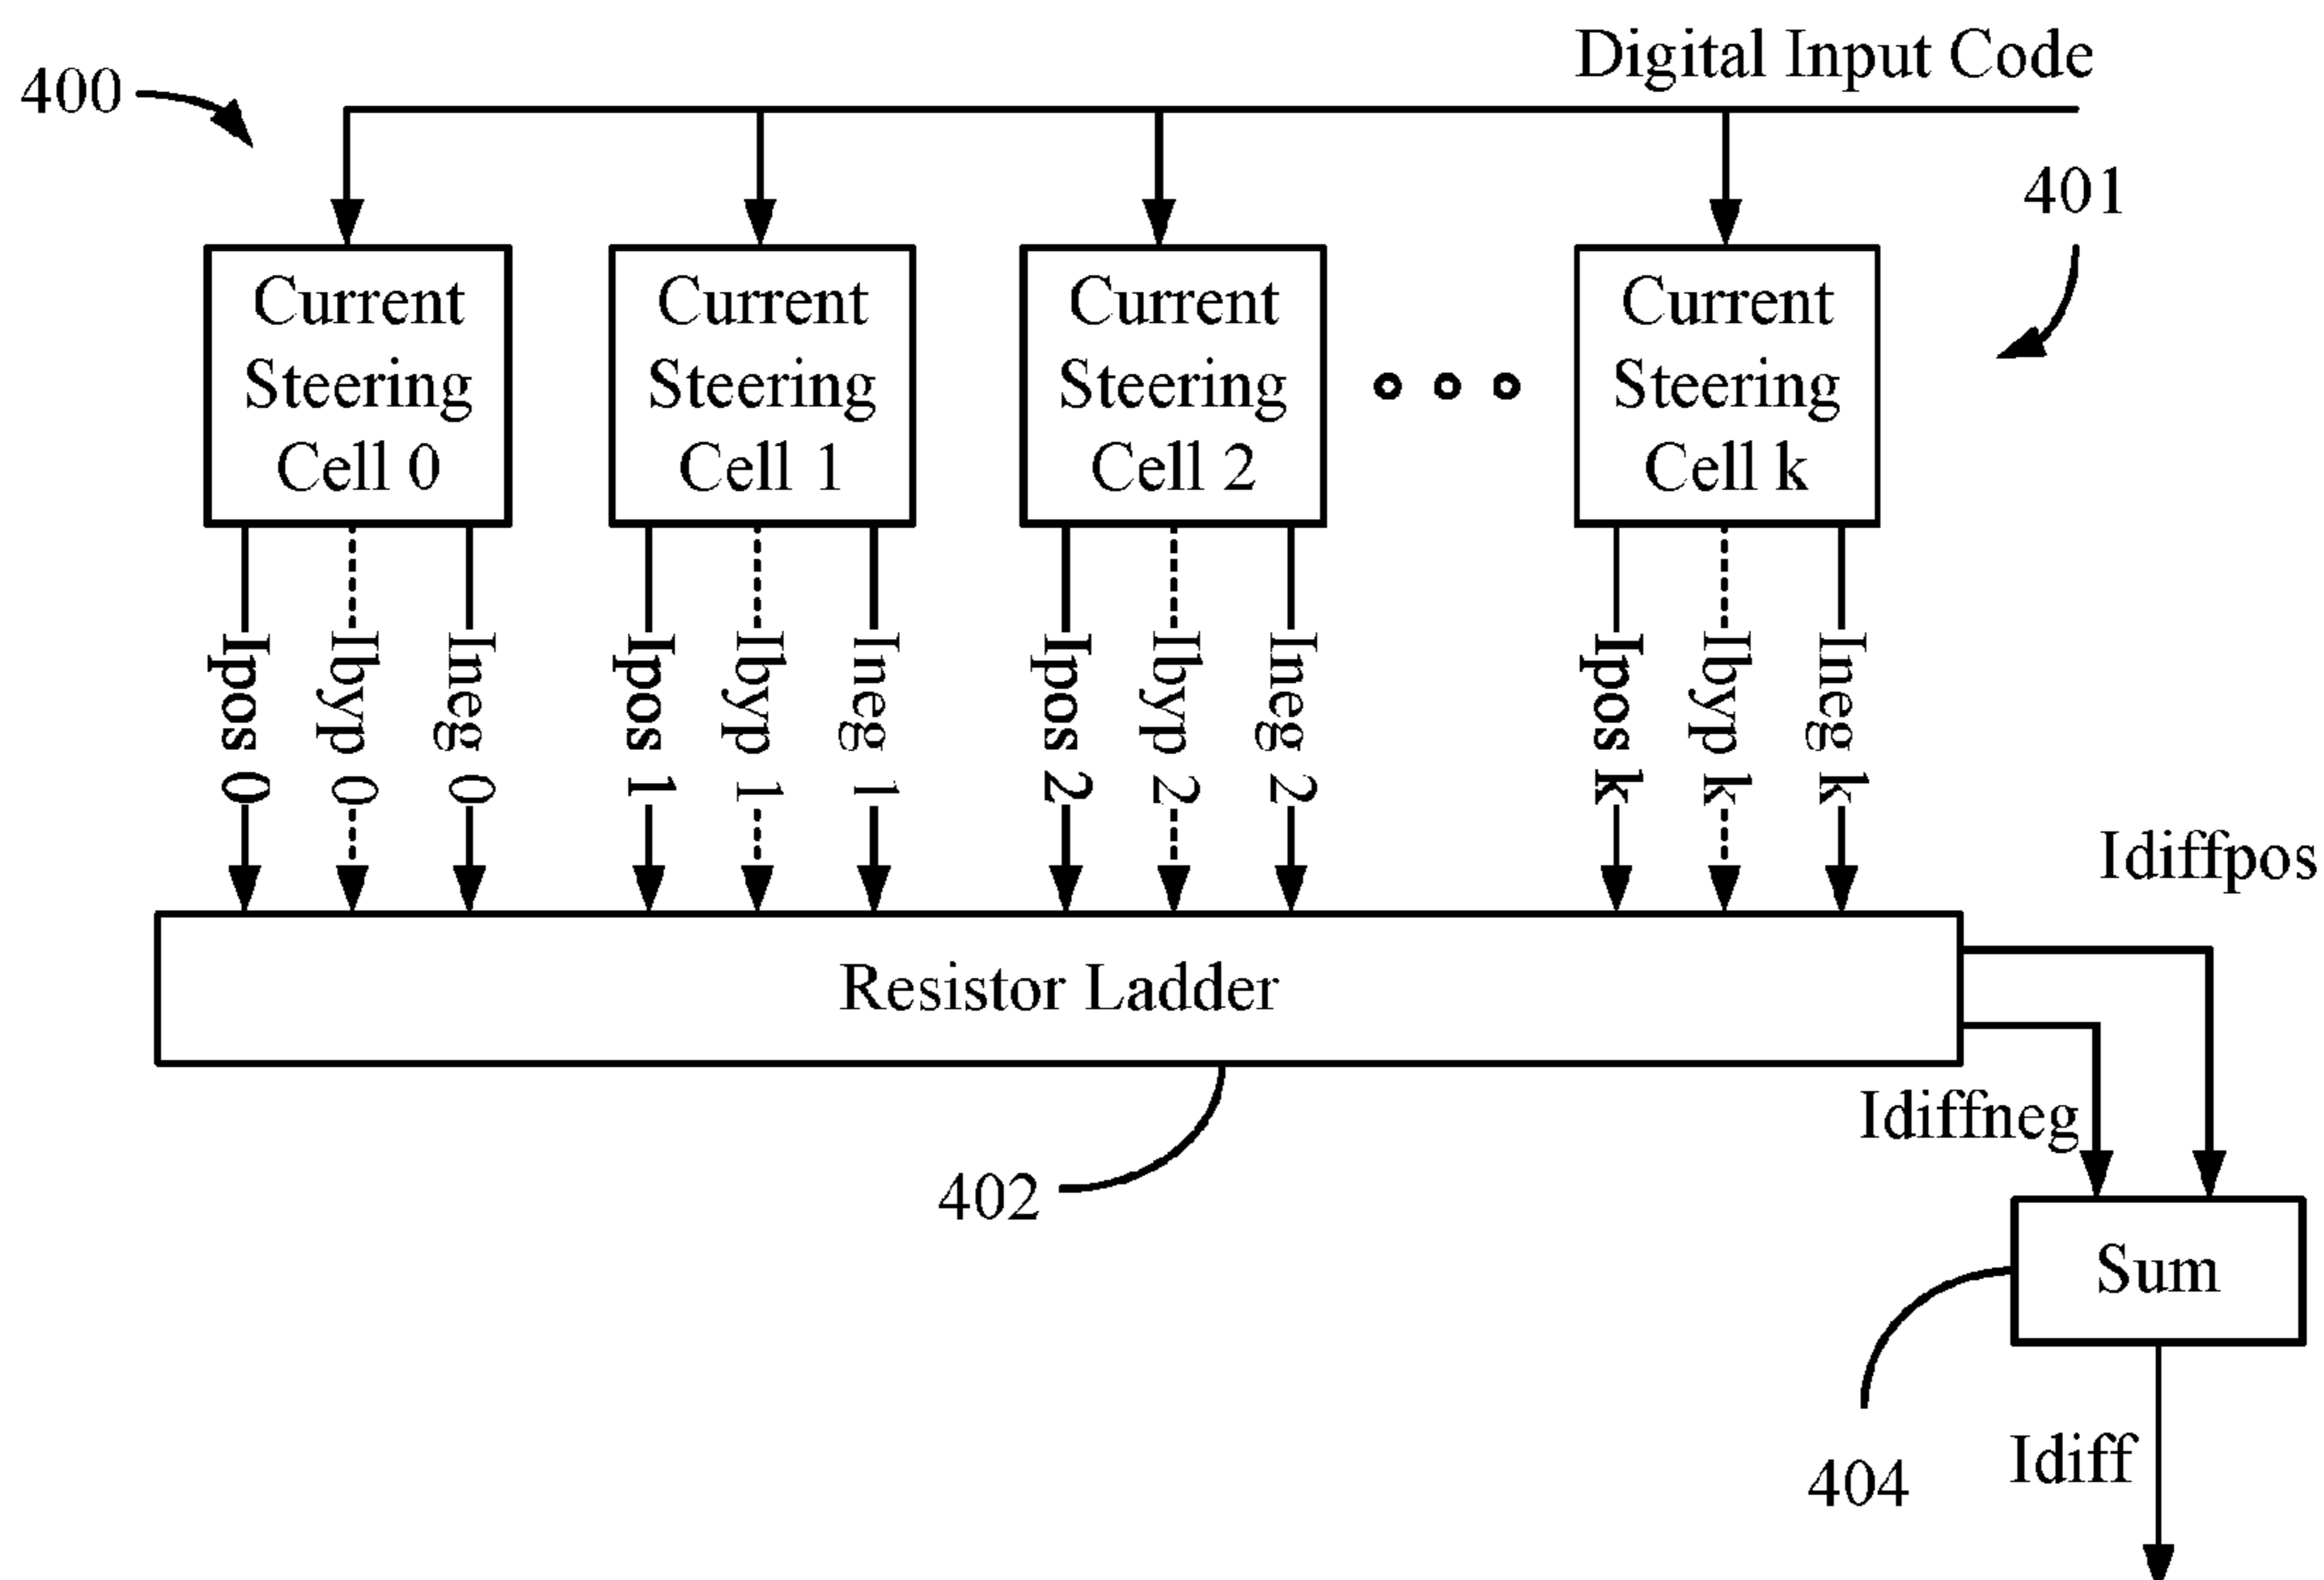 Digital Input Code
400
401
Current
Steering
Cell 0
Current
Steering
Cell 1
Current
Steering
Cell 2
Current
Steering
Cell k
Ipos 0
Ibyp 0
Ineg 0
Ipos 1
Ibyp 1
Ineg 1
Ipos 2
Ibyp 2
Ineg 2
Ipos k
Ibyp k
Ineg k
Idiffpos
Resistor Ladder
Idiffneg
402
Sum
Idiff
404